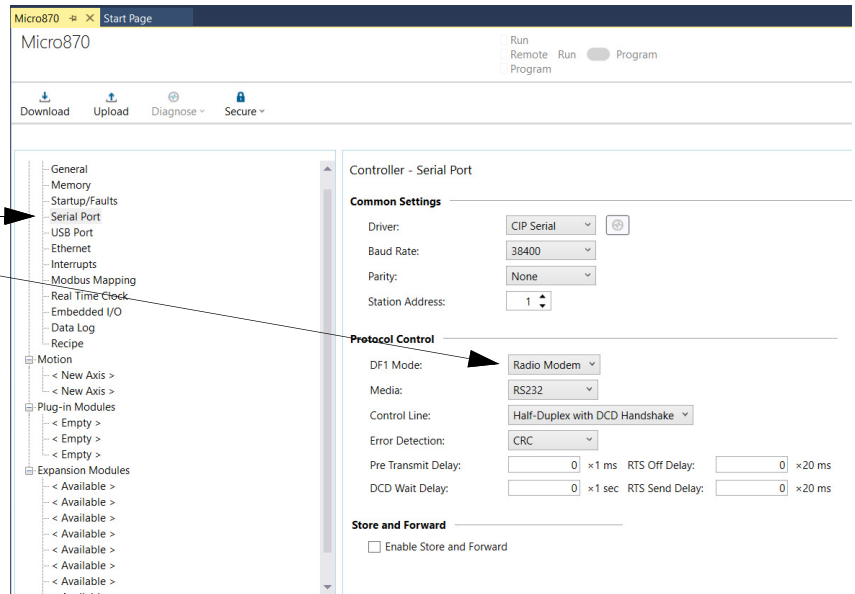 Micro870 Start Page
Micro870
Run
Remote Run Program
Program
Download Upload Diagnose Secure
General
Memory
Startup/Faults
Serial Port
USB Port
Ethernet
Interrupts
Modbus Mapping
Real Time Clock
Embedded I/O
Data Log
Recipe
Motion
< New Axis >
< New Axis >
Plug-in Modules
< Empty >
< Empty >
< Empty >
Expansion Modules
< Available >
< Available >
< Available >
< Available >
< Available >
< Available >
< Available >
Controller - Serial Port
Common Settings
Driver: CIP Serial
Baud Rate: 38400
Parity: None
Station Address: 1
Protocol Control
DF1 Mode: Radio Modem
Media: RS232
Control Line: Half-Duplex with DCD Handshake
Error Detection: CRC
Pre Transmit Delay: 0 ×1 ms RTS Off Delay: 0 ×20 ms
DCD Wait Delay: 0 ×1 sec RTS Send Delay: 0 ×20 ms
Store and Forward
Enable Store and Forward